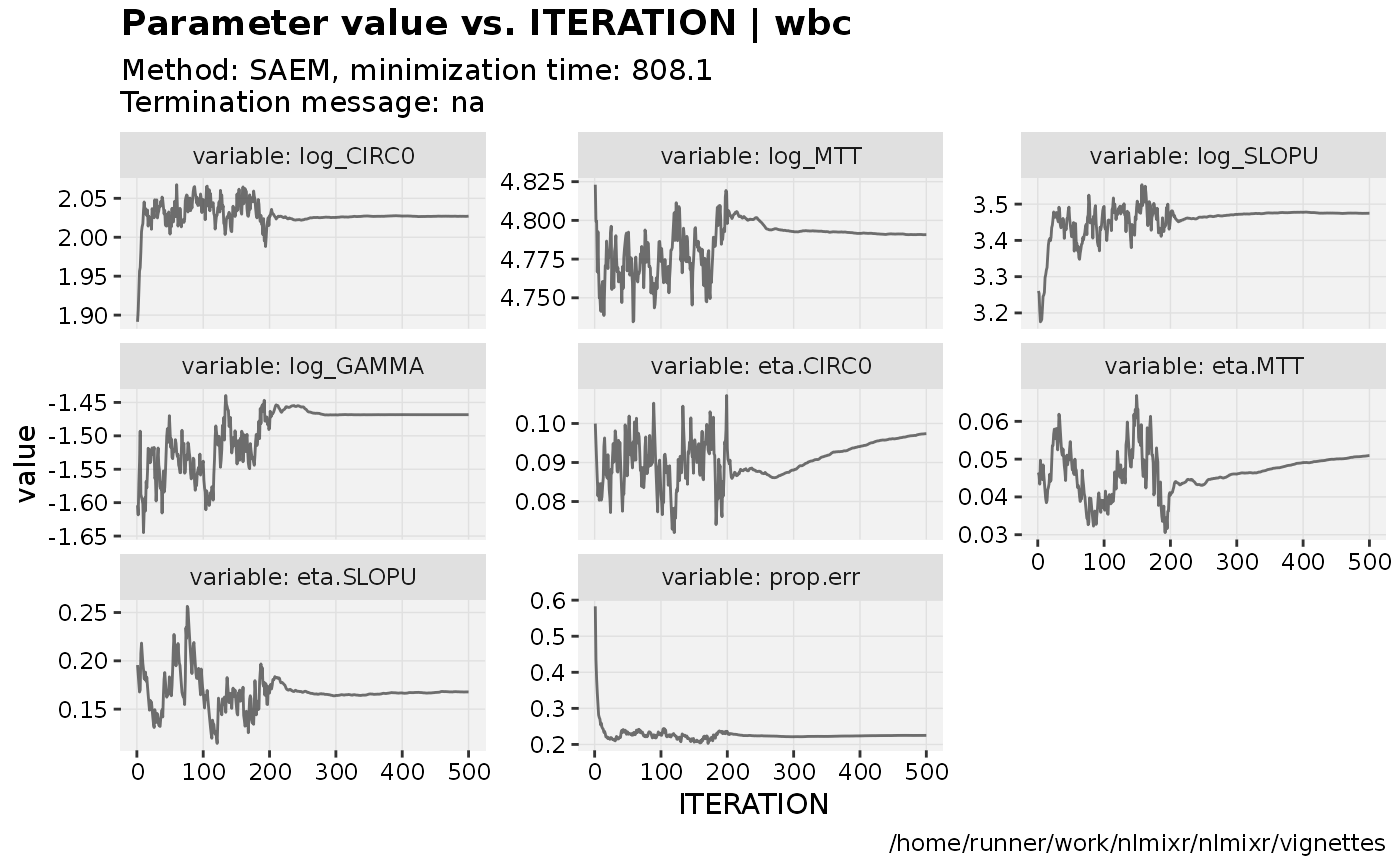 Parameter value vs. ITERATION | wbc
Method: SAEM, minimization time: 808.1
Termination message: na
variable: log_CIRC0
variable: log_MTT
variable: log_SLOPU
2.05
2.00
1.95
1.90
4.825
4.800
4.775
4.750
3.5
3.4
3.3
3.2
variable: log_GAMMA
variable: eta.CIRC0
variable: eta.MTT
-1.45
-1.50
-1.55
-1.60
-1.65
0.10
0.09
0.08
0.06
0.05
0.04
0.03
0 100 200 300 400 500
value
variable: eta.SLOPU
variable: prop.err
0.25
0.20
0.15
0.6
0.5
0.4
0.3
0.2
0 100 200 300 400 500
0 100 200 300 400 500
ITERATION
/home/runner/work/nlmixr/nlmixr/vignettes